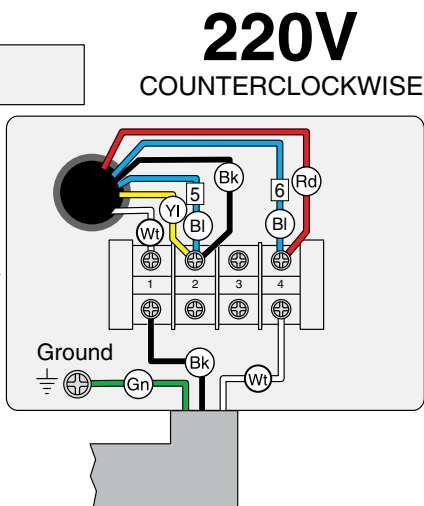 220V
COUNTERCLOCKWISE
Bk
Rd
5
6
Yl
Wt
Bl
Bl
1 2 3 4
Ground
Bk
Gn
Wt